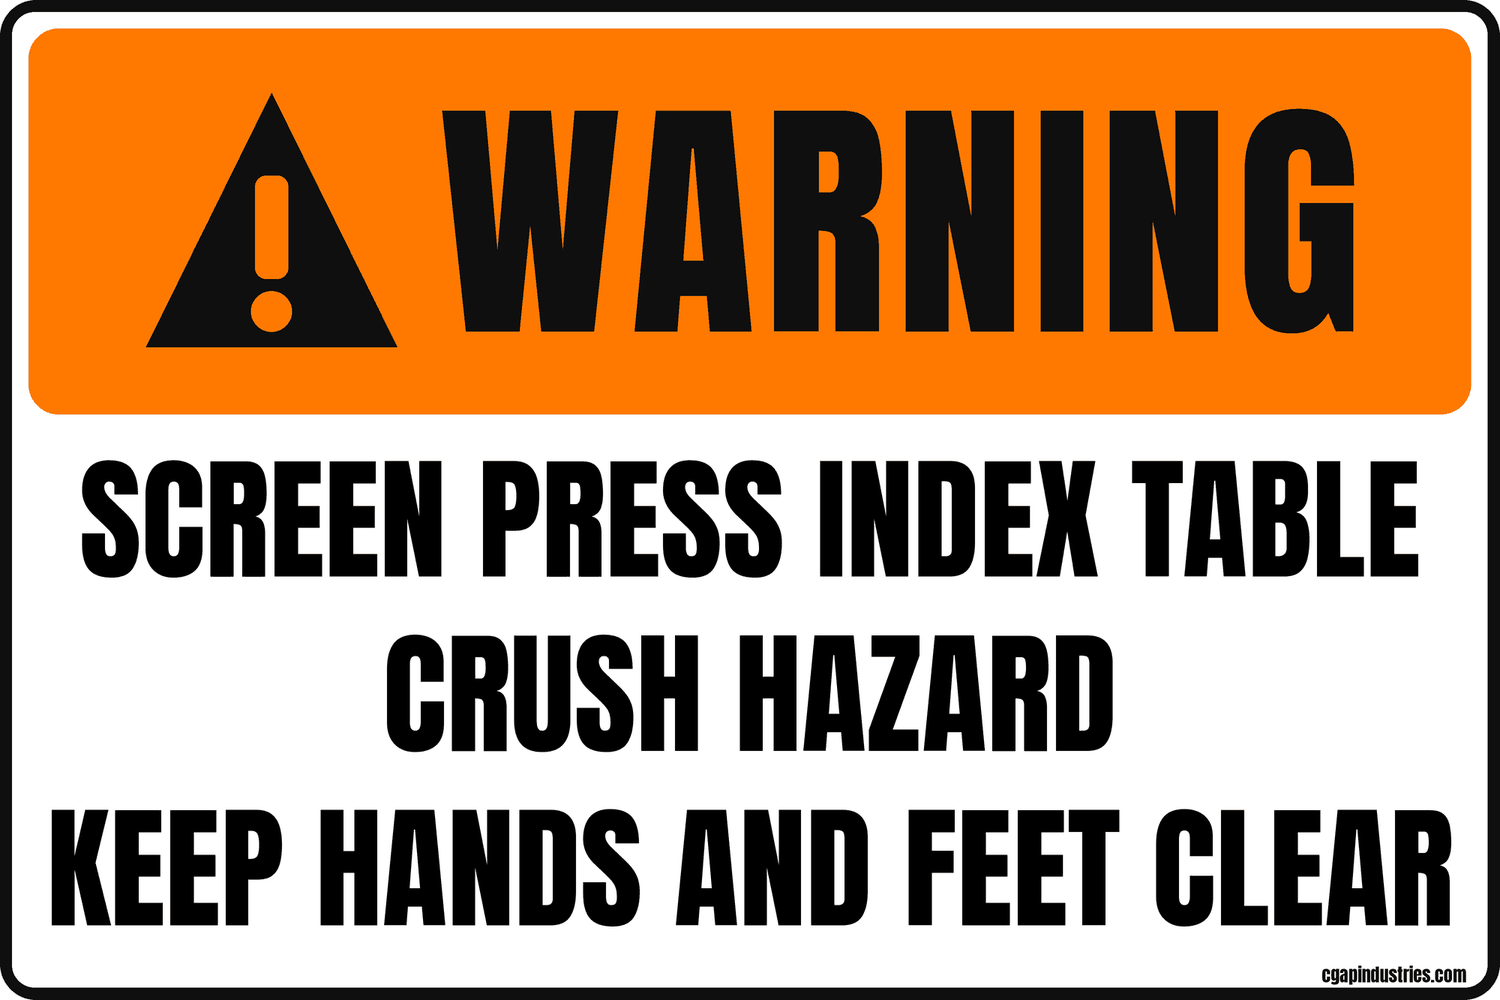 WARNING
SCREEN PRESS INDEX TABLE
CRUSH HAZARD
KEEP HANDS AND FEET CLEAR
cgapindustries.com